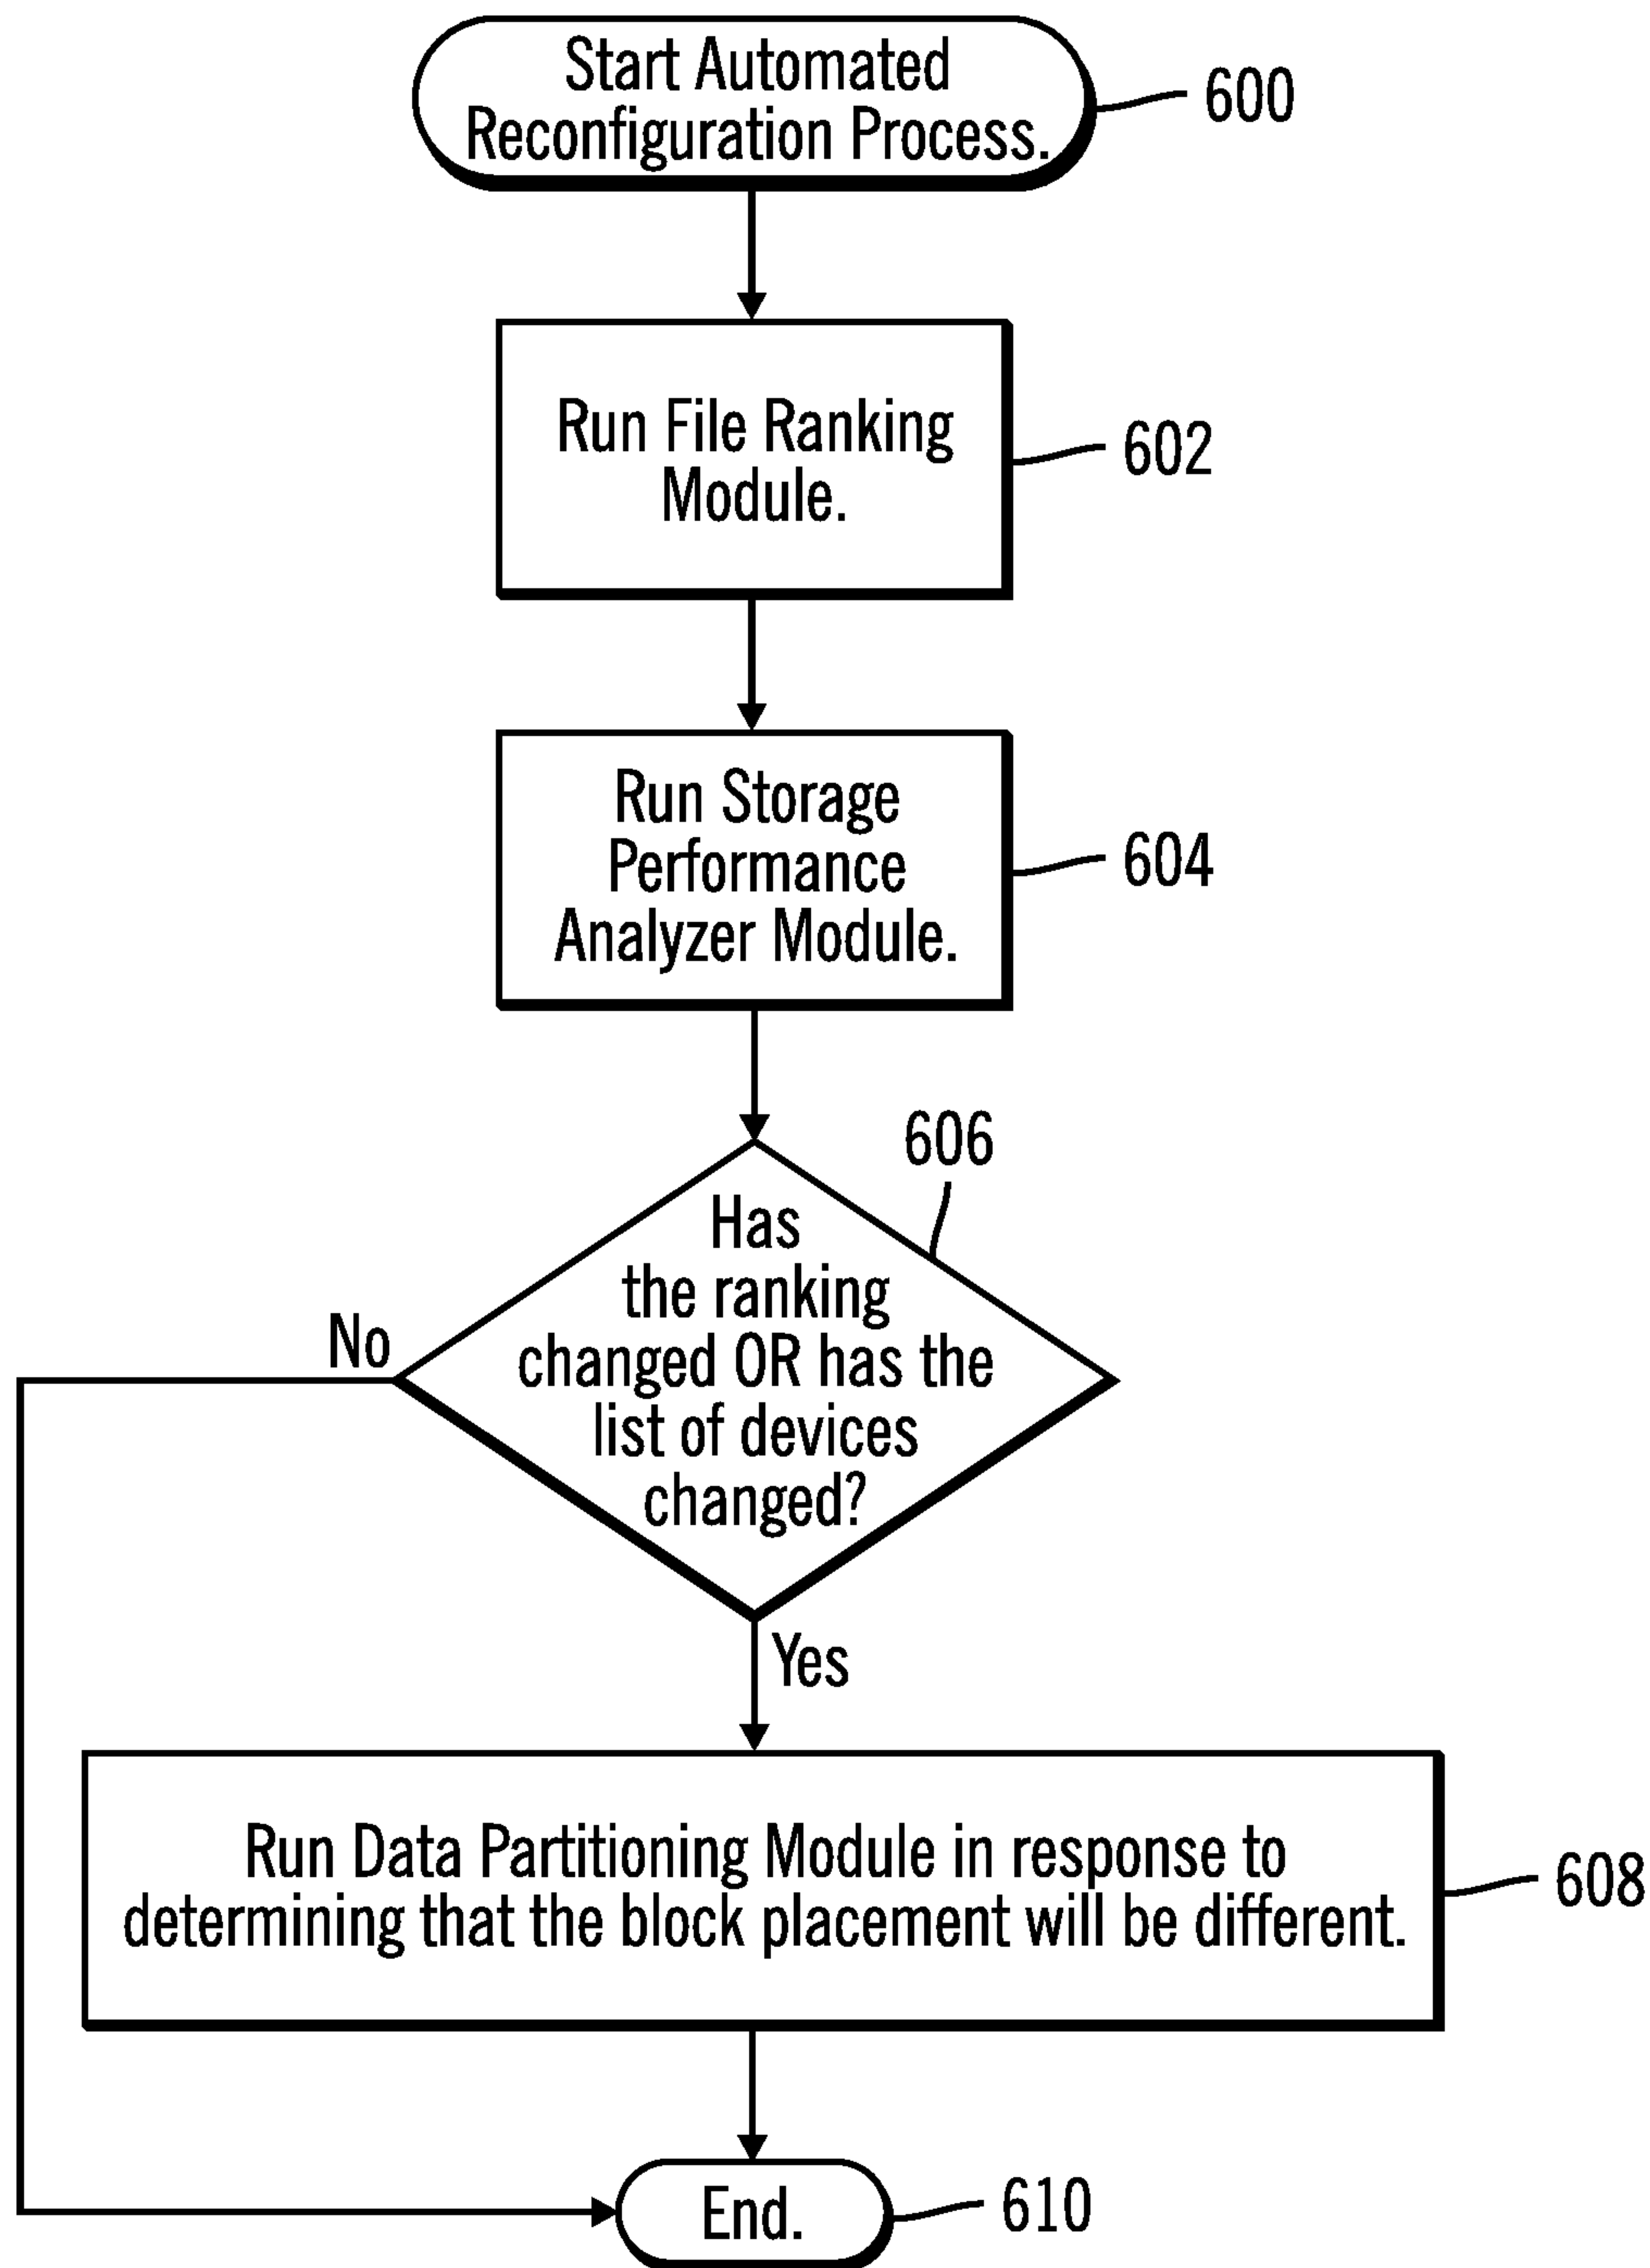 Start Automated
Reconfiguration Process.
600
Run File Ranking
Module.
602
Run Storage
Performance
Analyzer Module.
604
606
Has
the ranking
changed OR has the
list of devices
changed?
No
Yes
Run Data Partitioning Module in response to
determining that the block placement will be different.
608
End.
610